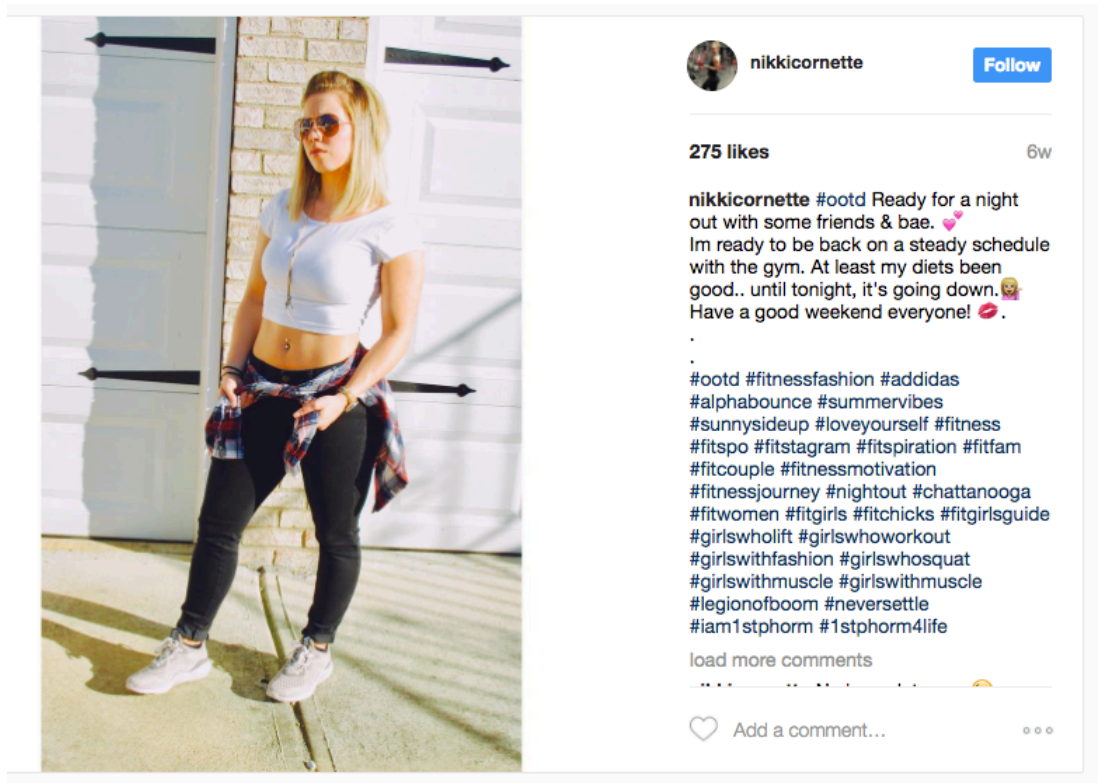 nikkicornette
Follow
275 likes
6w
nikkicornette #ootd Ready for a night
out with some friends & bae. 💕
Im ready to be back on a steady schedule
with the gym. At least my diets been
good.. until tonight, it's going down.💁🏼
Have a good weekend everyone! 💋 .
.
.
#ootd #fitnessfashion #addidas
#alphabounce #summervibes
#sunnysideup #loveyourself #fitness
#fitspo #fitstagram #fitspiration #fitfam
#fitcouple #fitnessmotivation
#fitnessjourney #nightout #chattanooga
#fitwomen #fitgirls #fitchicks #fitgirlsguide
#girlswholift #girlswhoworkout
#girlswithfashion #girlswhosquat
#girlswithmuscle #girlswithmuscle
#legionofboom #neversettle
#iam1stphorm #1stphorm4life
load more comments
Add a comment...